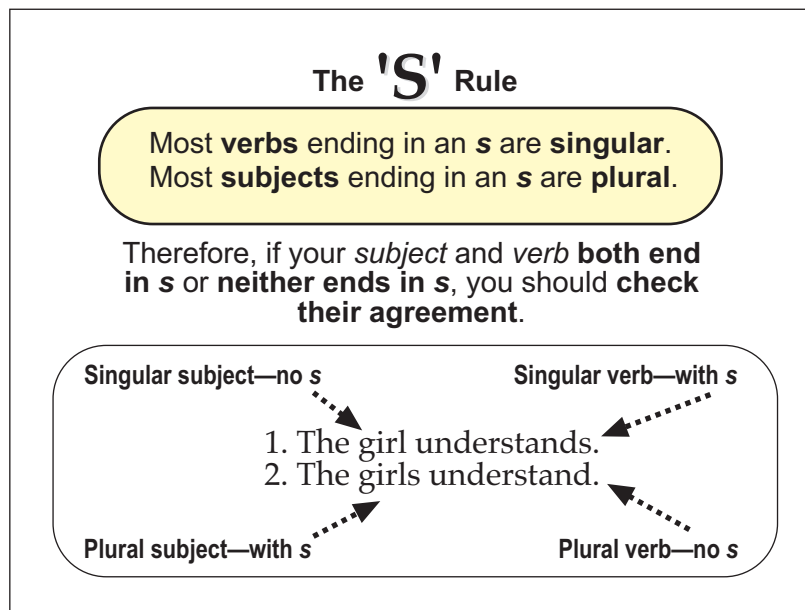 The 'S' Rule
Most verbs ending in an s are singular.
Most subjects ending in an s are plural.
Therefore, if your subject and verb both end
in s or neither ends in s, you should check
their agreement.
Singular subject—no s
Singular verb—with s
1. The girl understands.
2. The girls understand.
Plural subject—with s
Plural verb—no s